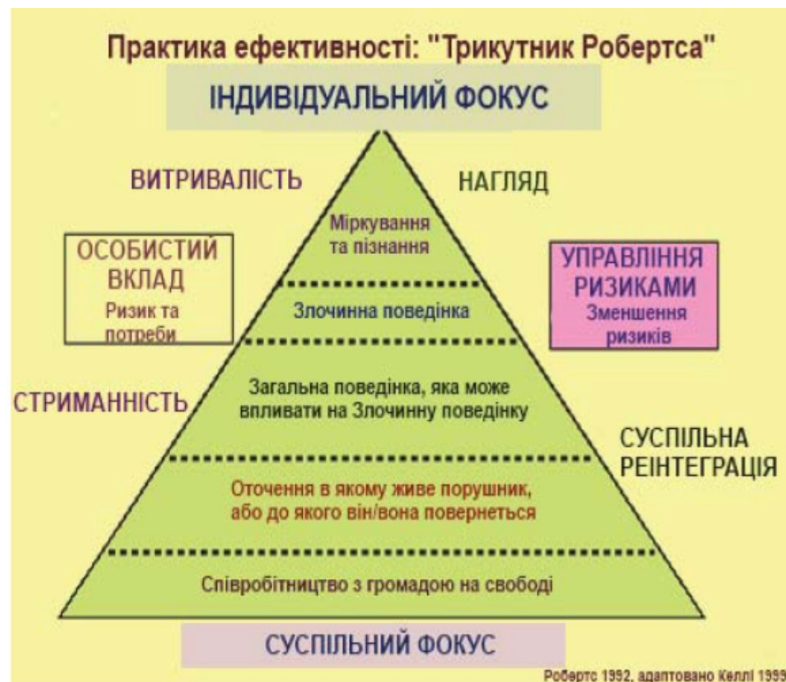 Практика ефективності: "Трикутник Робертса"
ІНДИВІДУАЛЬНИЙ ФОКУС
ВИТРИВАЛІСТЬ
НАГЛЯД
Міркування
та пізнання
ОСОБИСТИЙ
ВКЛАД
Ризик та
потреби
УПРАВЛІННЯ
РИЗИКАМИ
Зменшення
ризиків
Злочинна поведінка
СТРИМАННІСТЬ
Загальна поведінка, яка може
впливати на Злочинну поведінку
СУСПІЛЬНА
РЕІНТЕГРАЦІЯ
Оточення в якому живе порушник,
або до якого він/вона повернеться
Співробітництво з громадою на свободі
СУСПІЛЬНИЙ ФОКУС
Робертс 1992, адаптовано Келлі 1999